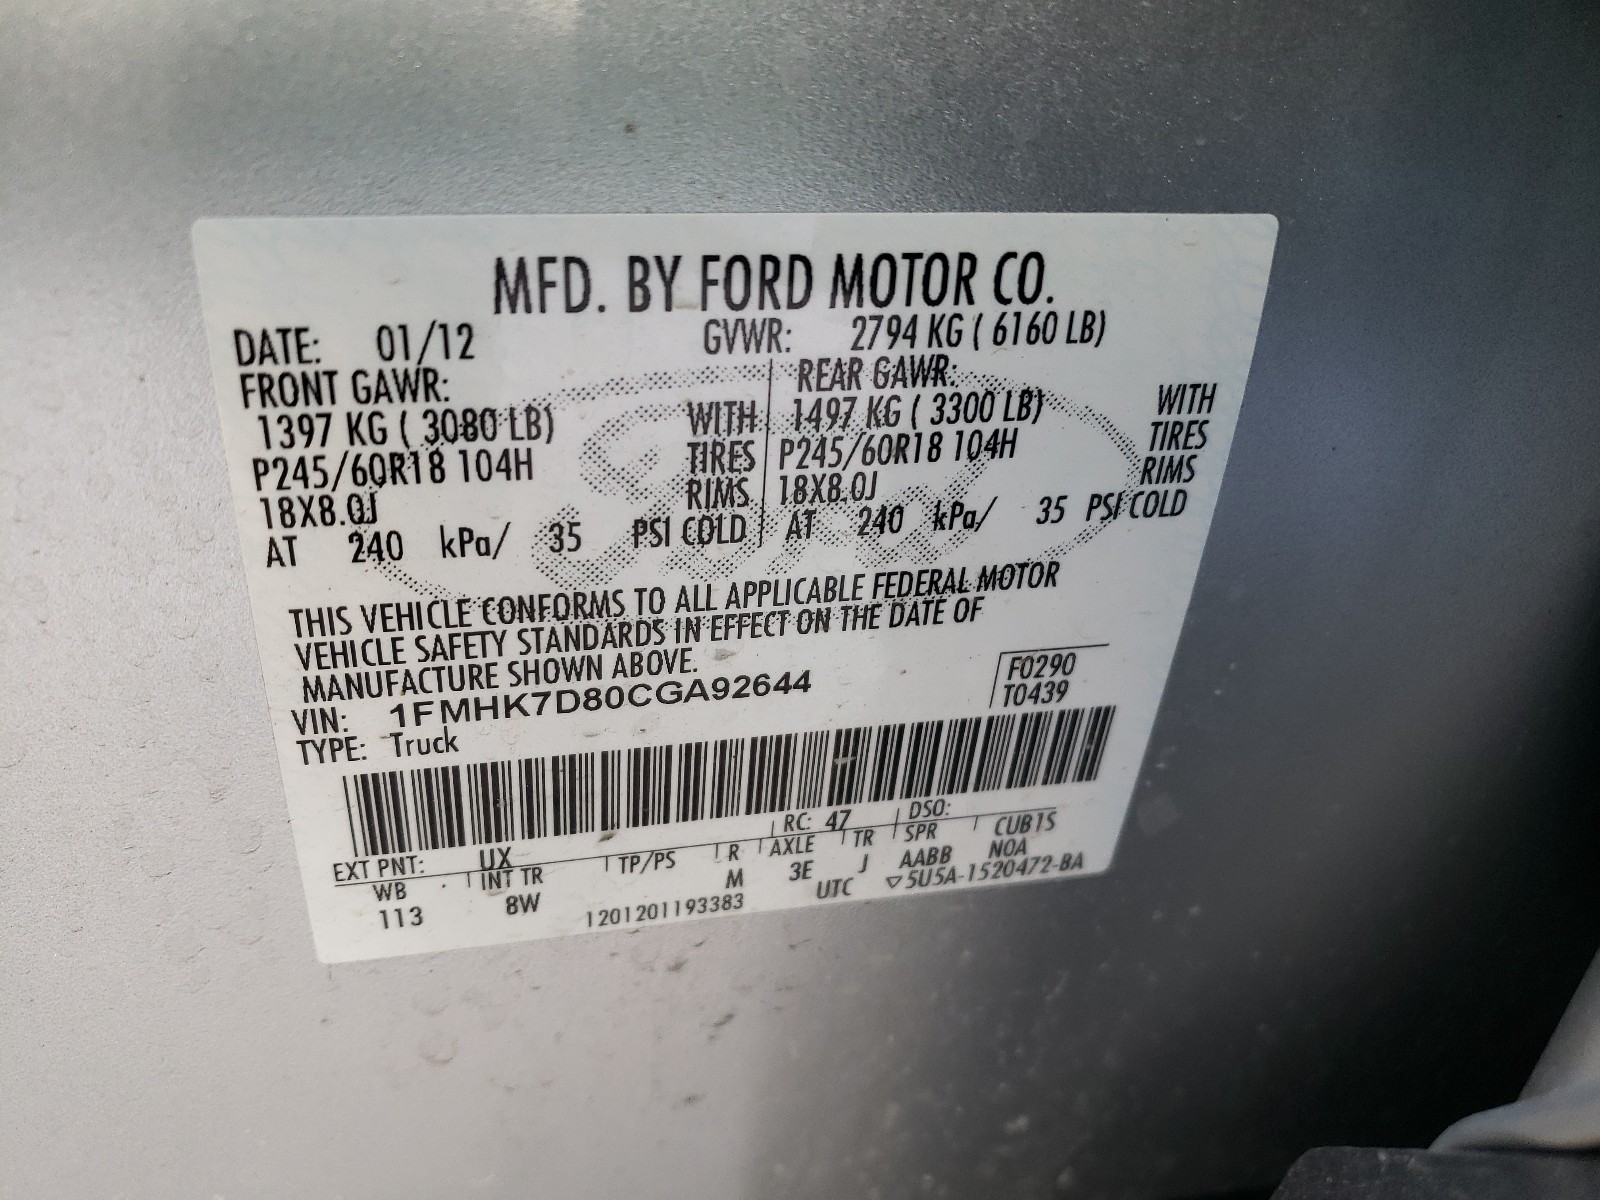 MFD. BY FORD MOTOR CO.
DATE: 01/12 GVWR: 2794 KG ( 6160 LB)
FRONT GAWR: REAR GAWR:
1397 KG ( 3080 LB) WITH 1497 KG ( 3300 LB) WITH
P245/60R18 104H TIRES P245/60R18 104H TIRES
18X8.0J RIMS 18X8.0J RIMS
AT 240 kPa/ 35 PSI COLD AT 240 kPa/ 35 PSI COLD
THIS VEHICLE CONFORMS TO ALL APPLICABLE FEDERAL MOTOR
VEHICLE SAFETY STANDARDS IN EFFECT ON THE DATE OF
MANUFACTURE SHOWN ABOVE.
VIN: 1FMHK7D80CGA92644 F0290
TYPE: Truck T0439
EXT PNT: UX RC: 47 DSO:
WB INT TR TP/PS R AXLE TR SPR CUBTS
113 8W M 3E J AABB NOA
1201201193383 UTC ▽5U5A-1520472-BA
Ford